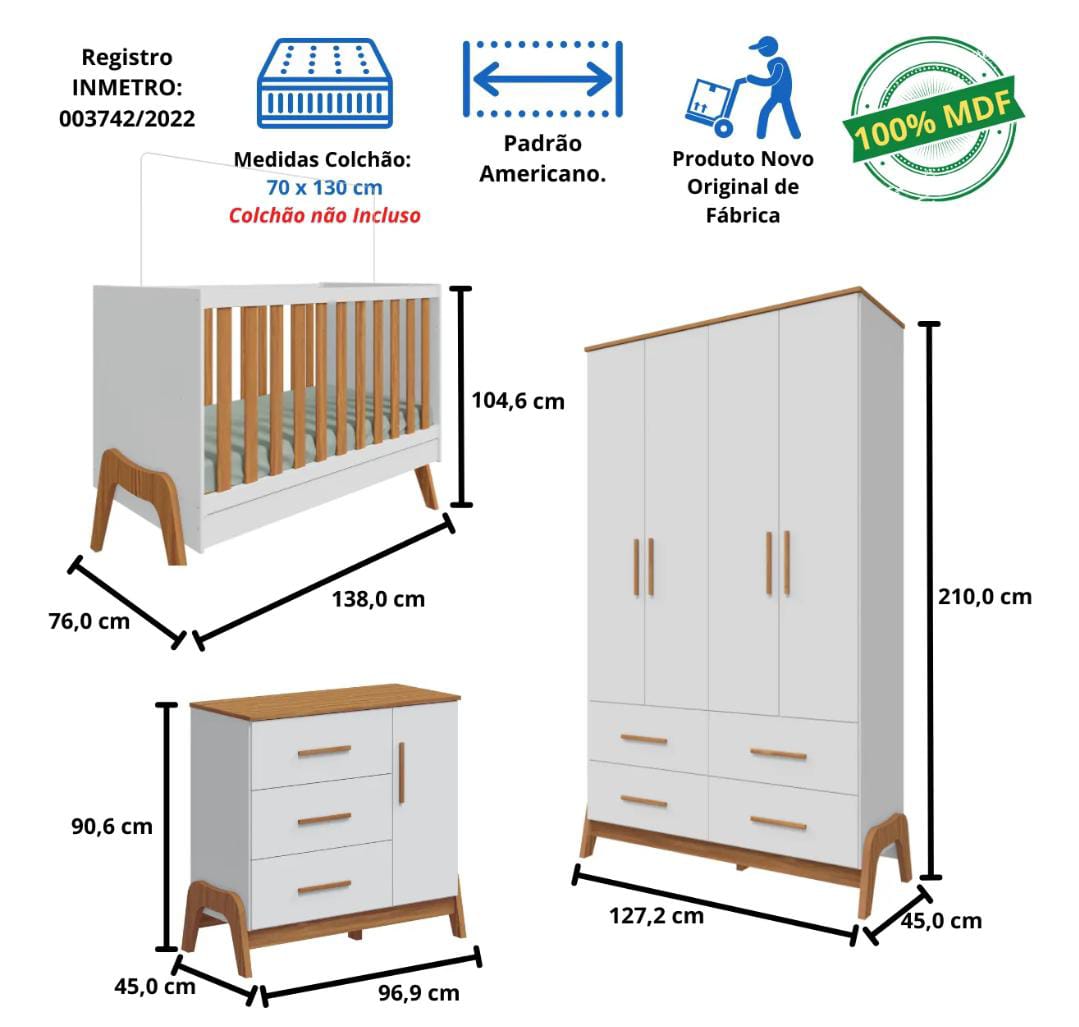 Registro
INMETRO:
003742/2022
Medidas Colchão:
70 x 130 cm
Colchão não Incluso
Padrão
Americano.
Produto Novo
Original de
Fábrica
100% MDF
104,6 cm
138,0 cm
76,0 cm
210,0 cm
127,2 cm
45,0 cm
90,6 cm
45,0 cm
96,9 cm